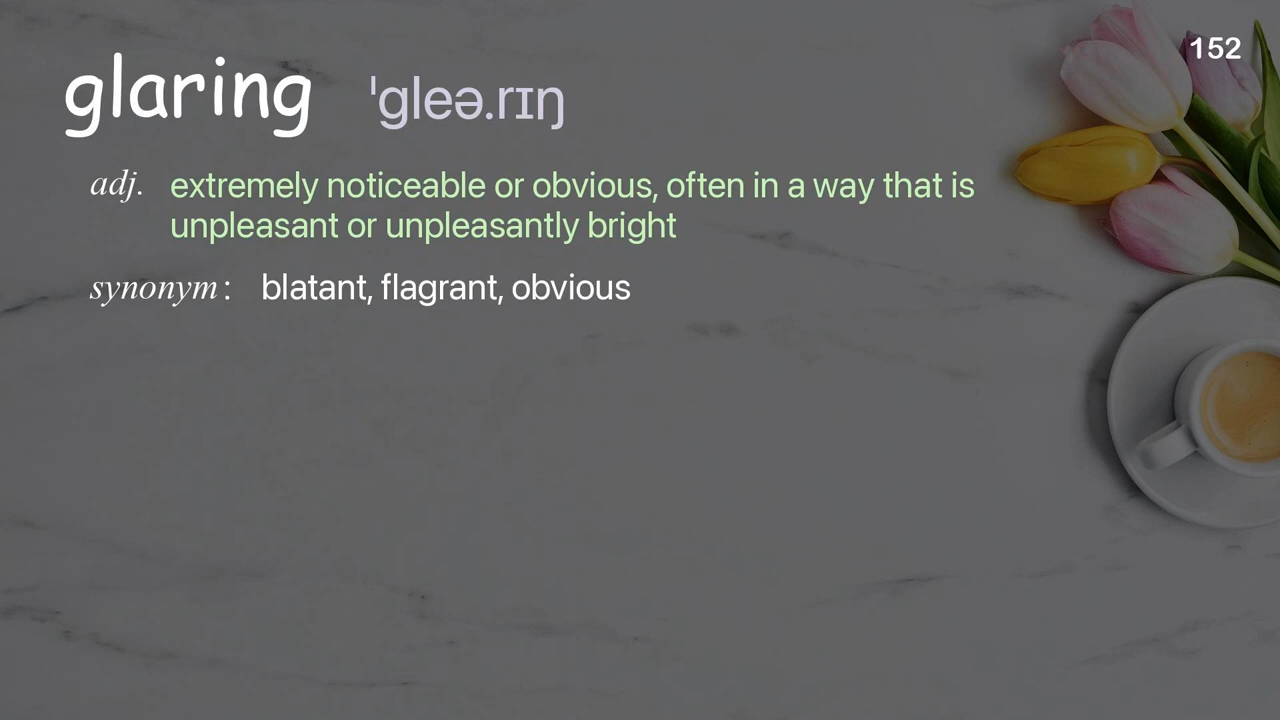 152
glaring ˈgleə.rɪŋ
adj. extremely noticeable or obvious, often in a way that is
unpleasant or unpleasantly bright
synonym : blatant, flagrant, obvious